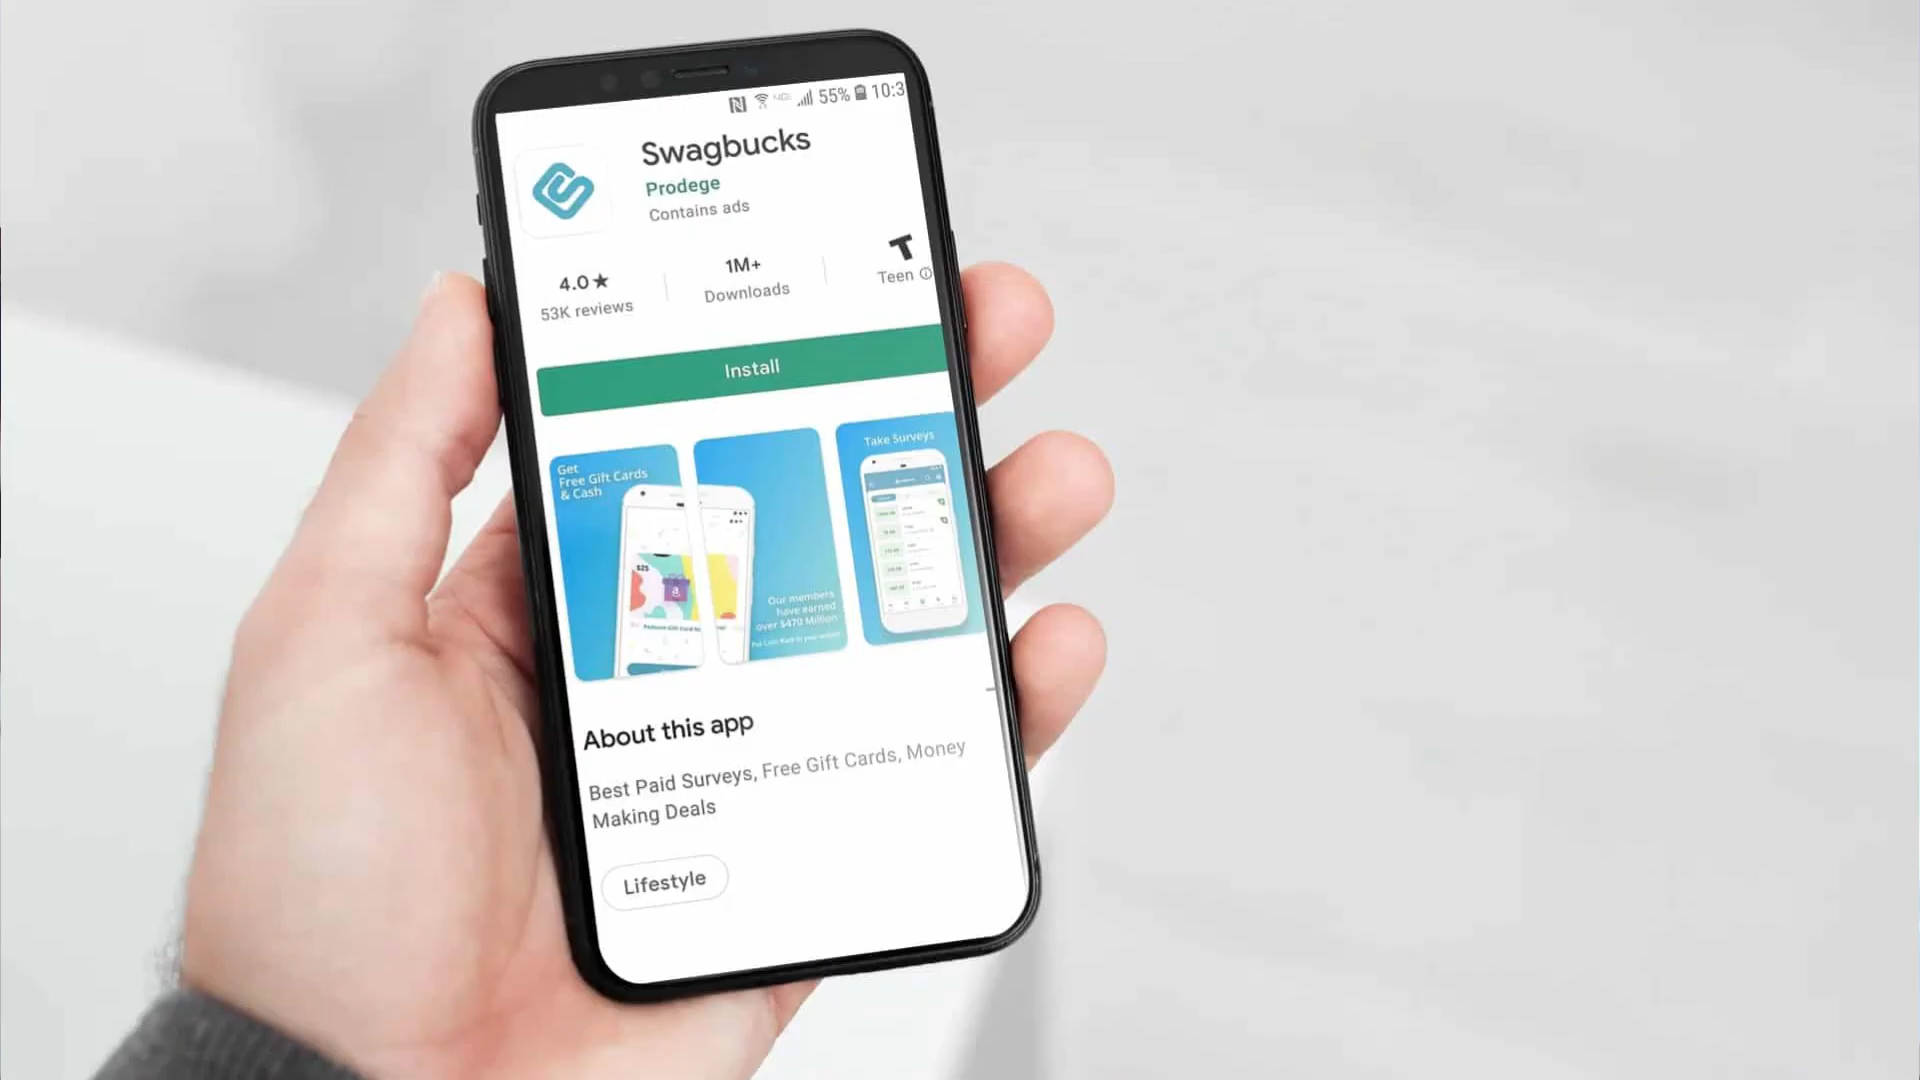 55% 10:3
Swagbucks
Prodege
Contains ads
4.0★
53K reviews
1M+
Downloads
T
Teen
Install
Get
Free Gift Cards
& Cash
$25
a
Our members
have earned
over $470 Million
Take Surveys
About this app
Best Paid Surveys, Free Gift Cards, Money
Making Deals
Lifestyle